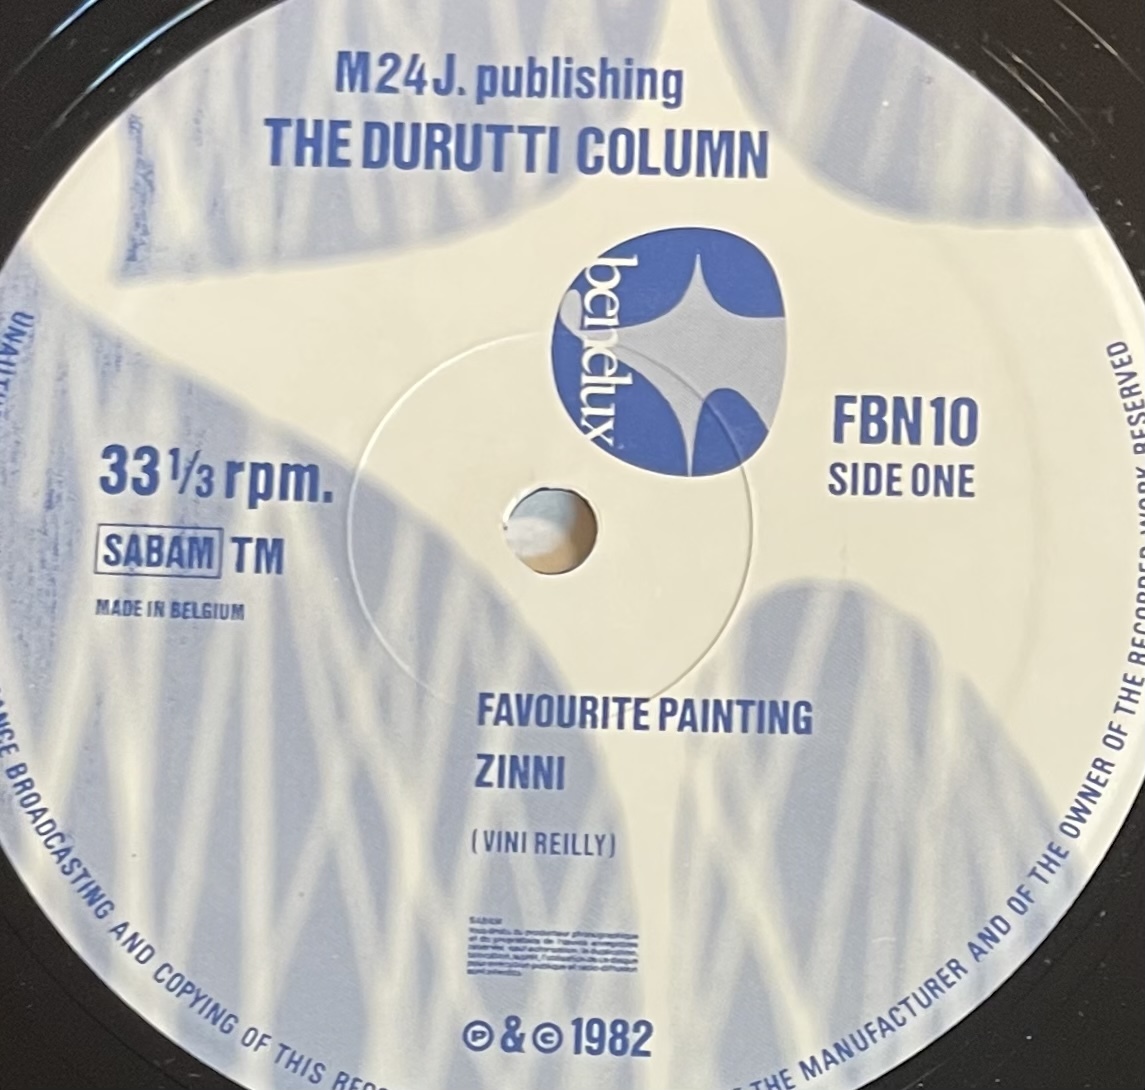 M24J. publishing
THE DURUTTI COLUMN
benelux
FBN10
SIDE ONE
33 1/3 rpm.
SABAM TM
MADE IN BELGIUM
FAVOURITE PAINTING
ZINNI
(VINI REILLY)
SABAM
℗ & © 1982
THE MANUFACTURER AND OF THE OWNER OF THE RECORDED WORK RESERVED
BROADCASTING AND COPYING OF THIS